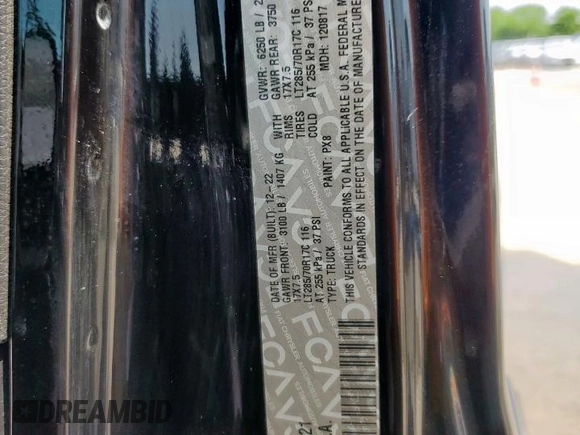 DATE OF MFR (BUILT): 12-22 GVWR: 6250 LB / 2
GAWR FRONT: 3100 LB / 1407 KG WITH GAWR REAR: 3750
17X7.5 RIMS 17X7.5
LT285/70R17C 116 TIRES LT285/70R17C 116
AT 255 kPa / 37 PSI COLD AT 255 kPa / 37 PSI
TYPE: TRUCK PAINT: PX8 MDH: 120817
THIS VEHICLE CONFORMS TO ALL APPLICABLE U.S.A. FEDERAL M
STANDARDS IN EFFECT ON THE DATE OF MANUFACTURE
21
A.
FCA
DREAMBID